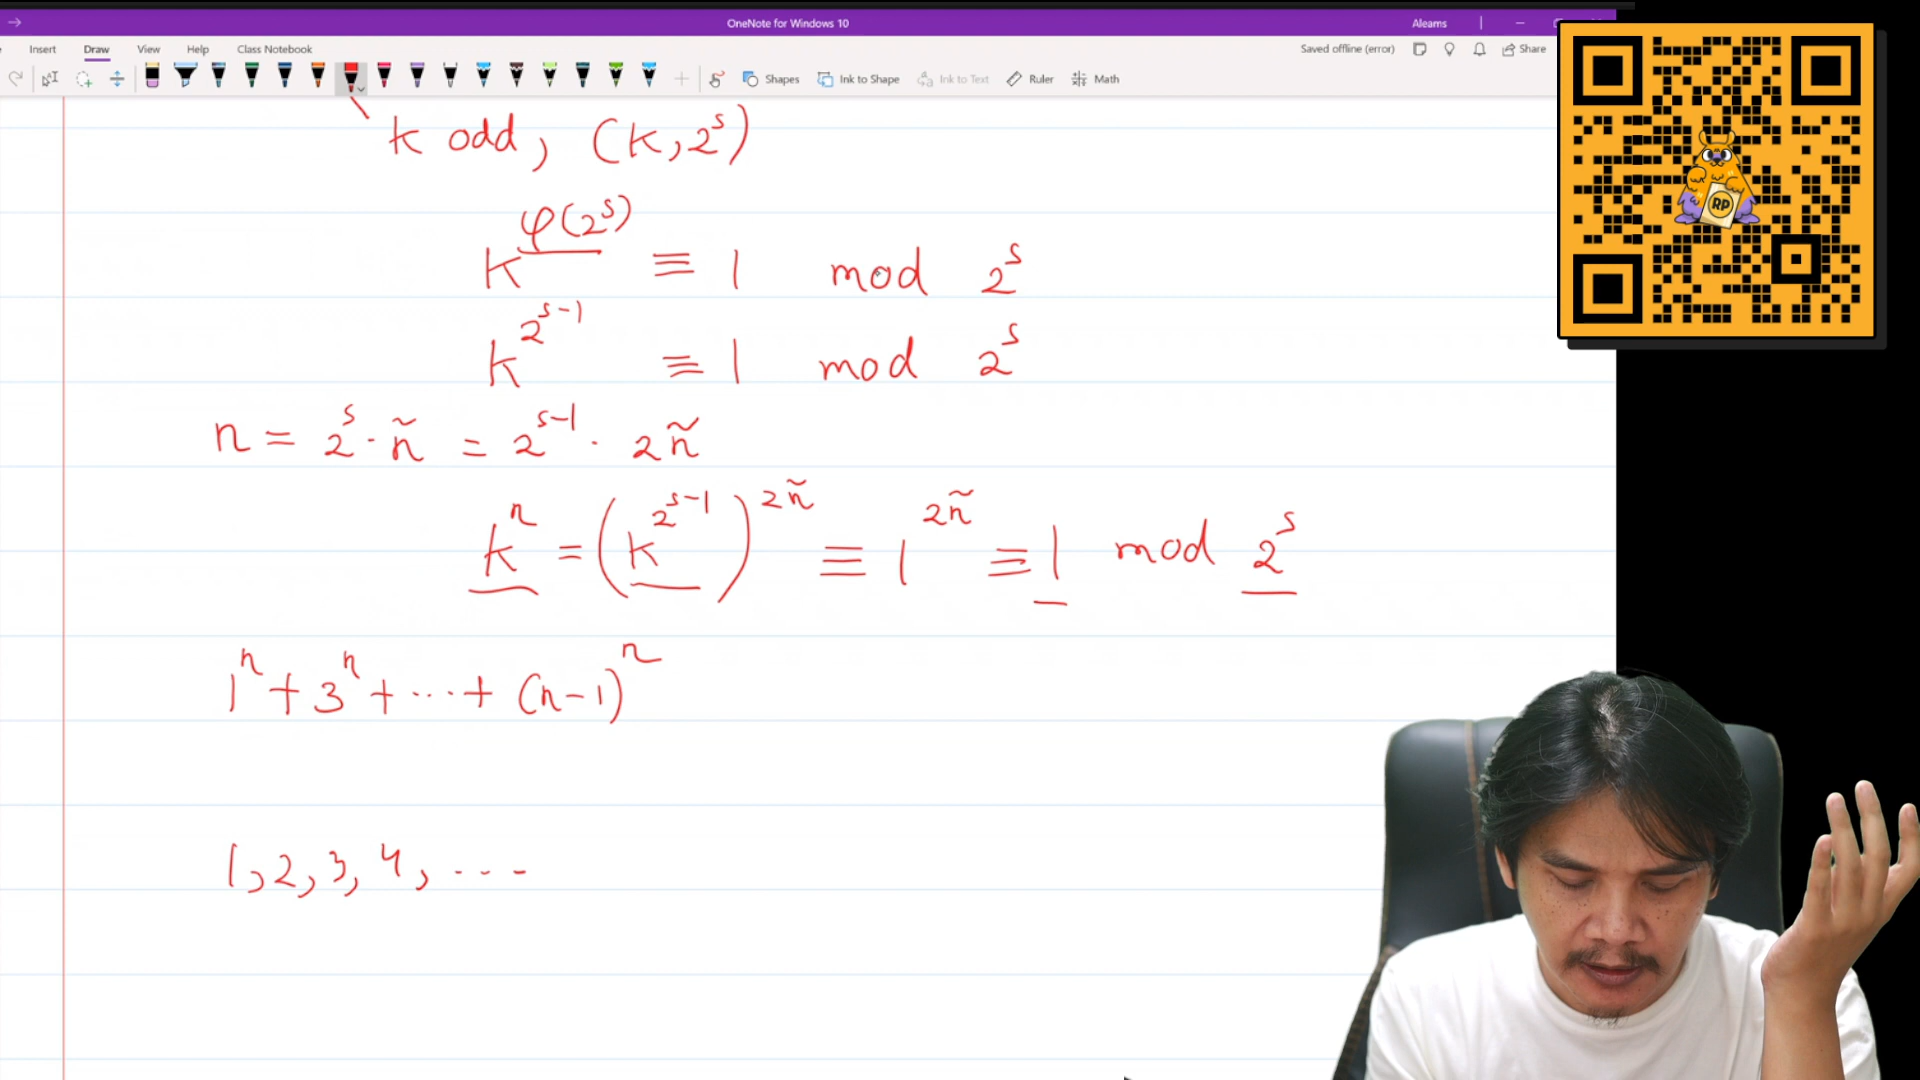 OneNote for Windows 10
Aleams
Insert Draw View Help Class Notebook
Saved offline (error) Share
Shapes Ink to Shape Ink to Text Ruler Math
k odd, (k, 2^s)
k^φ(2^s) ≡ 1 mod 2^s
k^2^s-1 ≡ 1 mod 2^s
n = 2^s · ñ = 2^s-1 · 2ñ
k^n = (k^2^s-1)^2ñ ≡ 1^2ñ ≡ 1 mod 2^s
1^n + 3^n + ... + (n-1)^n
1, 2, 3, 4, ...
RP